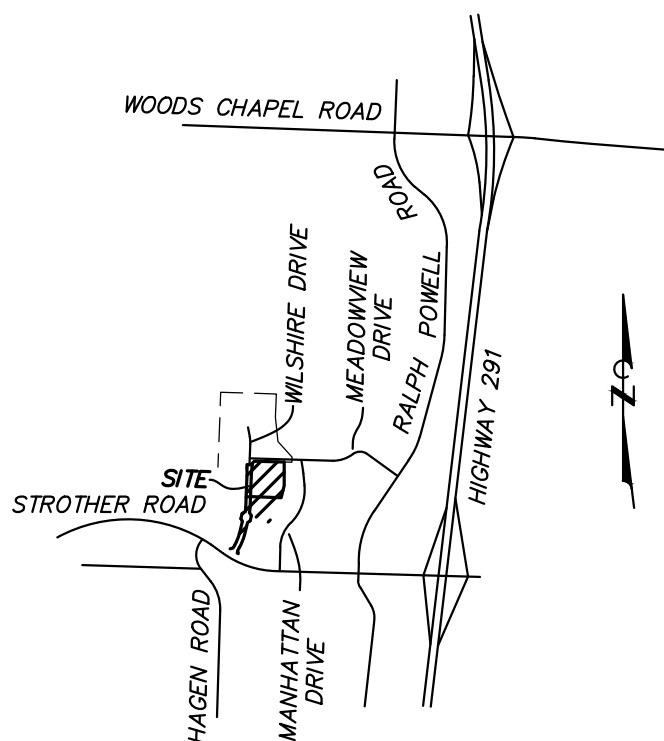 WOODS CHAPEL ROAD
ROAD
RALPH POWELL
WILSHIRE DRIVE
MEADOWVIEW
DRIVE
HIGHWAY 291
N
SITE
STROTHER ROAD
HAGEN ROAD
MANHATTAN
DRIVE